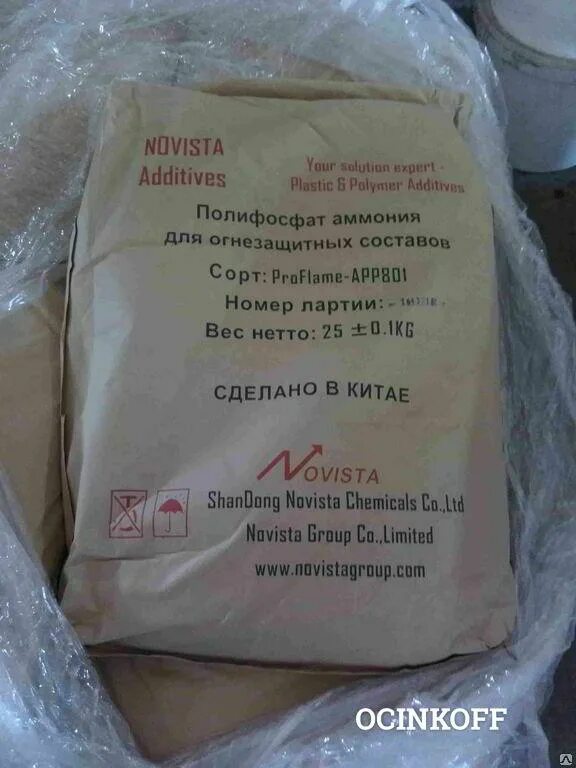 NOVISTA
Additives
Your solution expert -
Plastic & Polymer Additives
Полифосфат аммония
для огнезащитных составов
Сорт: ProFlame-APP801
Номер партии:
Вес нетто: 25 ±0.1KG
СДЕЛАНО В КИТАЕ
NOVISTA
ShanDong Novista Chemicals Co.,Ltd
Novista Group Co.,Limited
www.novistagroup.com
OCINKOFF